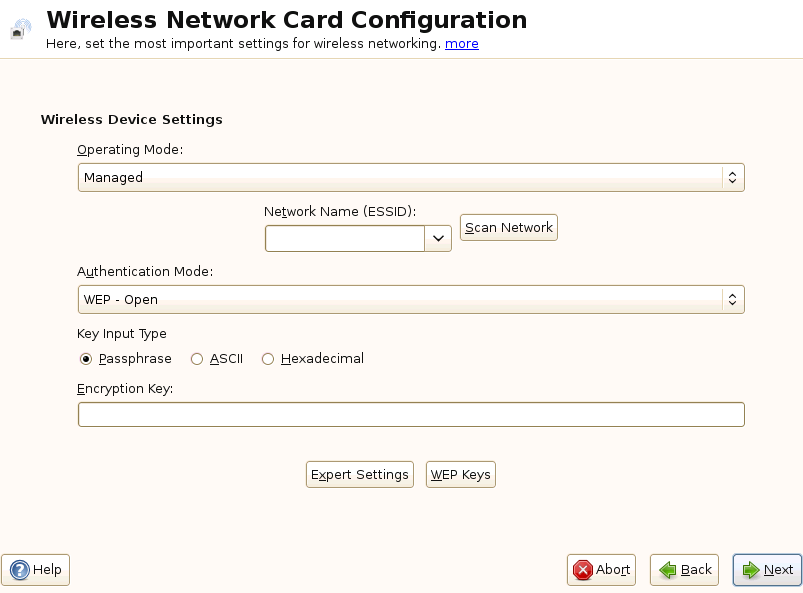 Wireless Network Card Configuration
Here, set the most important settings for wireless networking. more
Wireless Device Settings
Operating Mode:
Managed
Network Name (ESSID):
Scan Network
Authentication Mode:
WEP - Open
Key Input Type
Passphrase ASCII Hexadecimal
Encryption Key:
Expert Settings WEP Keys
Help Abort Back Next